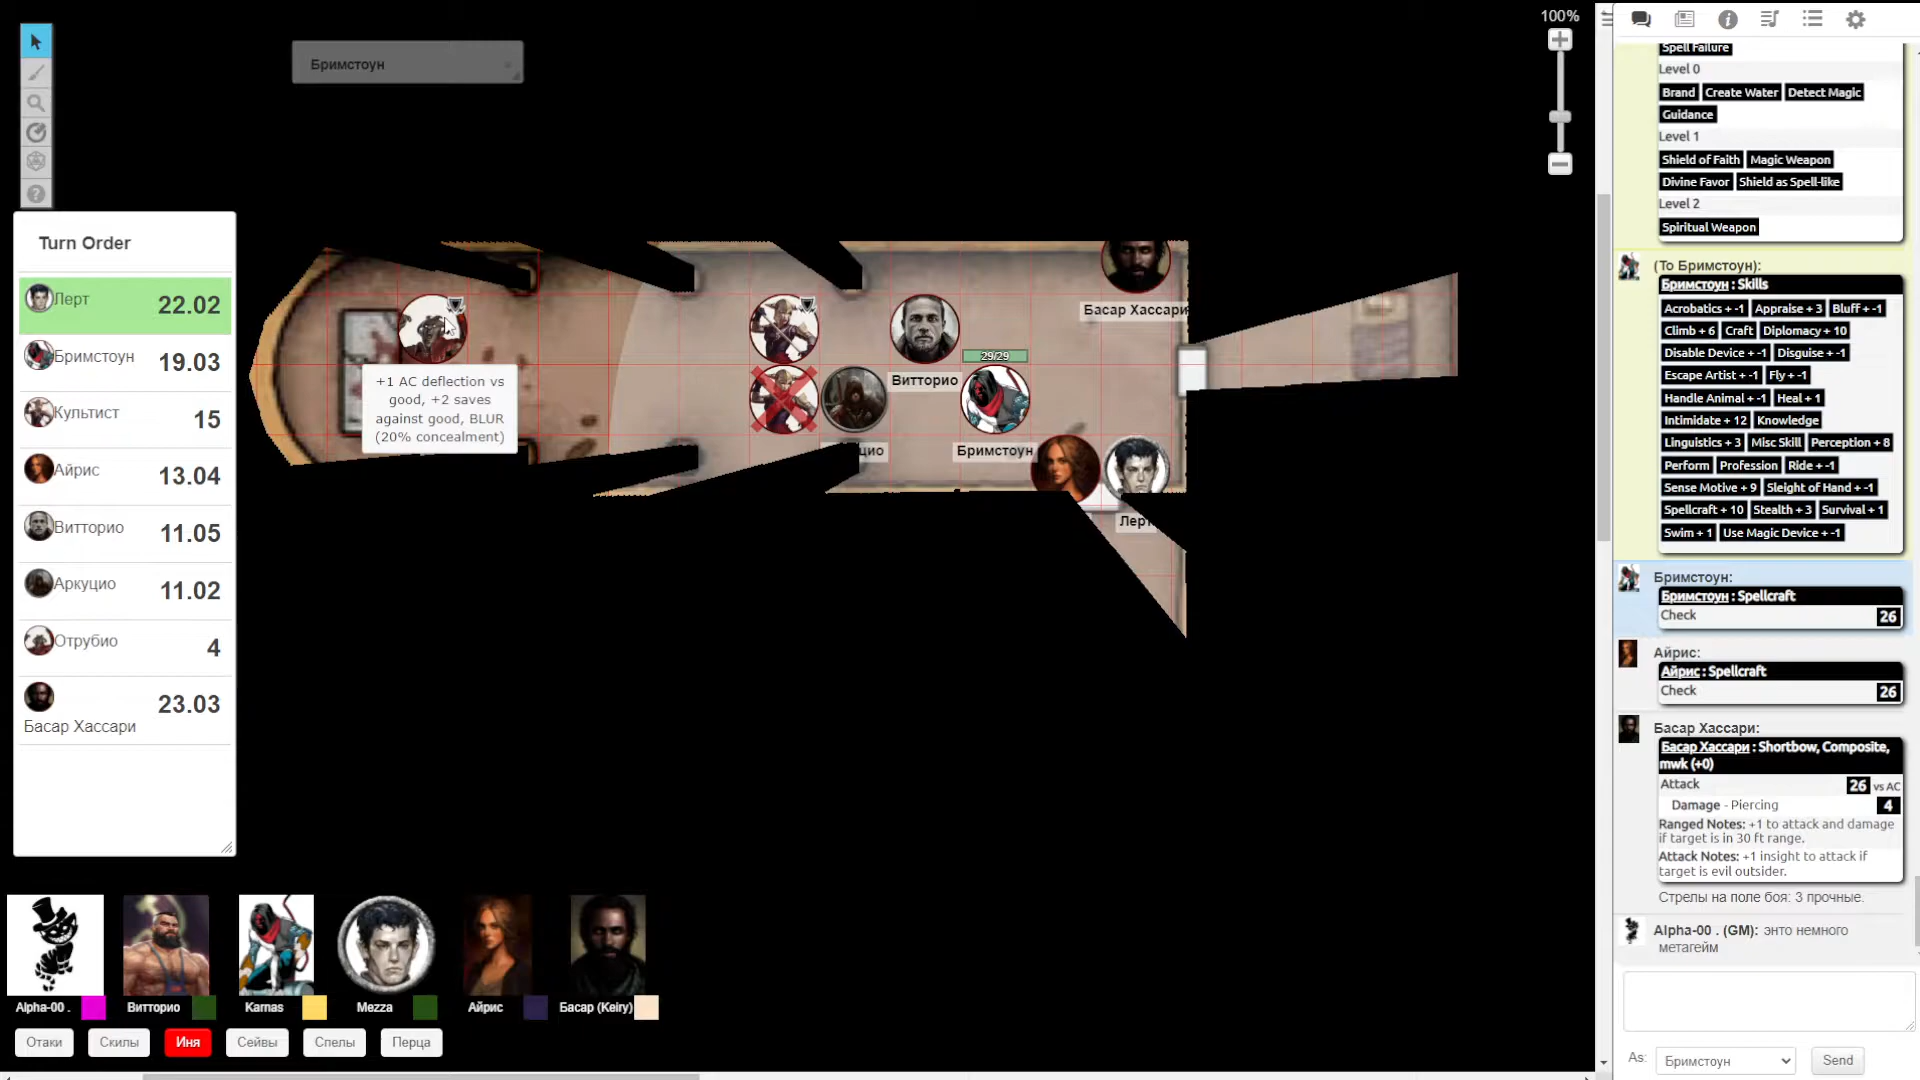 100%
Бримстоун
Turn Order
Лерт 22.02
Бримстоун 19.03
Культист 15
Айрис 13.04
Витторио 11.05
Аркуцио 11.02
Отрубио 4
Басар Хассари 23.03
+1 AC deflection vs
good, +2 saves
against good, BLUR
(20% concealment)
Басар Хассари
Витторио
29/29
цио
Бримстоун
Лерт
Alpha-00 .
Витторио
Karnas
Mezza
Айрис
Басар (Keiry)
Отаки
Скилы
Иня
Сейвы
Спелы
Перца
Spell Failure
Level 0
Brand Create Water Detect Magic
Guidance
Level 1
Shield of Faith Magic Weapon
Divine Favor Shield as Spell-like
Level 2
Spiritual Weapon
(To Бримстоун):
Бримстоун : Skills
Acrobatics + -1 Appraise + 3 Bluff + -1
Climb + 6 Craft Diplomacy + 10
Disable Device + -1 Disguise + -1
Escape Artist + -1 Fly + -1
Handle Animal + -1 Heal + 1
Intimidate + 12 Knowledge
Linguistics + 3 Misc Skill Perception + 8
Perform Profession Ride + -1
Sense Motive + 9 Sleight of Hand + -1
Spellcraft + 10 Stealth + 3 Survival + 1
Swim + 1 Use Magic Device + -1
Бримстоун:
Бримстоун : Spellcraft
Check 26
Айрис:
Айрис : Spellcraft
Check 26
Басар Хассари:
Басар Хассари : Shortbow, Composite,
mwk (+0)
Attack 26 vs AC
Damage - Piercing 4
Ranged Notes: +1 to attack and damage
if target is in 30 ft range.
Attack Notes: +1 insight to attack if
target is evil outsider.
Стрелы на поле боя: 3 прочные.
Alpha-00 . (GM): энто немного
метагейм
As: Бримстоун Send